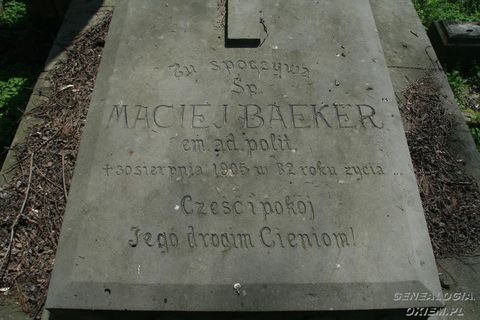 Tu spoczywa
Śp.
MACIEJ BAEKER
em. ad. polit.
+ 30 sierpnia 1905 w 82 roku życia
Cześć i pokój
Jego drogim Cieniom!
GENEALOGIA.
OKIEM.PL